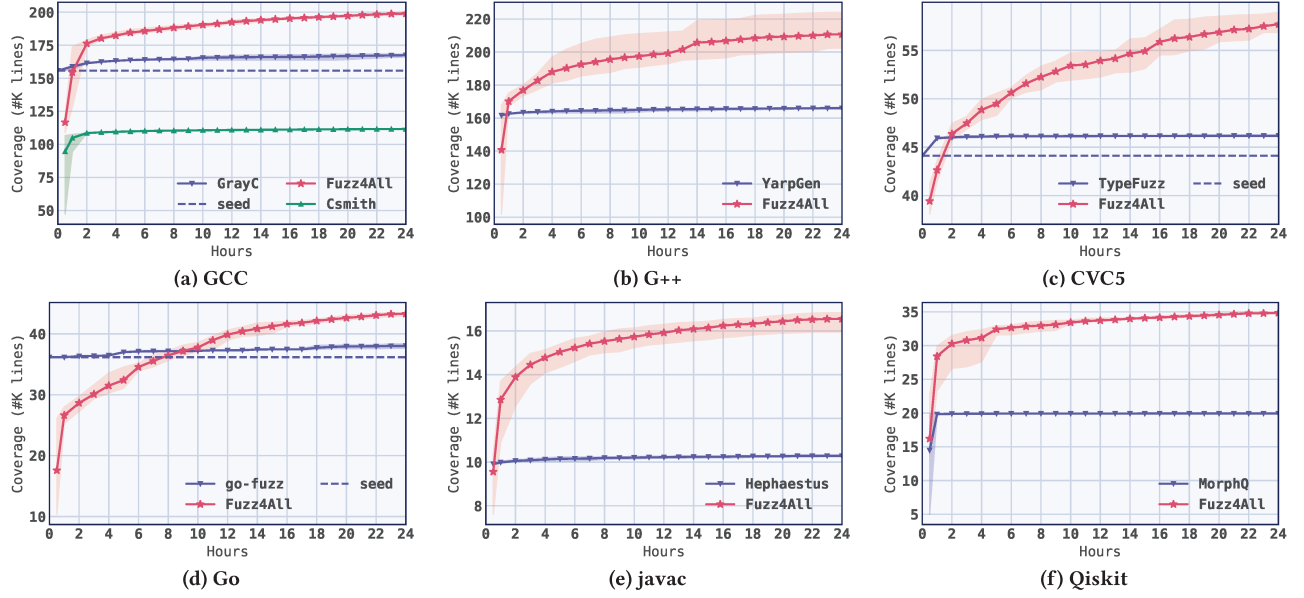 Coverage (#K lines)
200
175
150
125
100
75
50
GrayC
seed
Fuzz4All
Csmith
0 2 4 6 8 10 12 14 16 18 20 22 24
Hours
(a) GCC
Coverage (#K lines)
220
200
180
160
140
120
100
YarpGen
Fuzz4All
0 2 4 6 8 10 12 14 16 18 20 22 24
Hours
(b) G++
Coverage (#K lines)
55
50
45
40
TypeFuzz
seed
Fuzz4All
0 2 4 6 8 10 12 14 16 18 20 22 24
Hours
(c) CVC5
Coverage (#K lines)
40
30
20
10
go-fuzz
seed
Fuzz4All
0 2 4 6 8 10 12 14 16 18 20 22 24
Hours
(d) Go
Coverage (#K lines)
16
14
12
10
8
Hephaestus
Fuzz4All
0 2 4 6 8 10 12 14 16 18 20 22 24
Hours
(e) javac
Coverage (#K lines)
35
30
25
20
15
10
5
MorphQ
Fuzz4All
0 2 4 6 8 10 12 14 16 18 20 22 24
Hours
(f) Qiskit